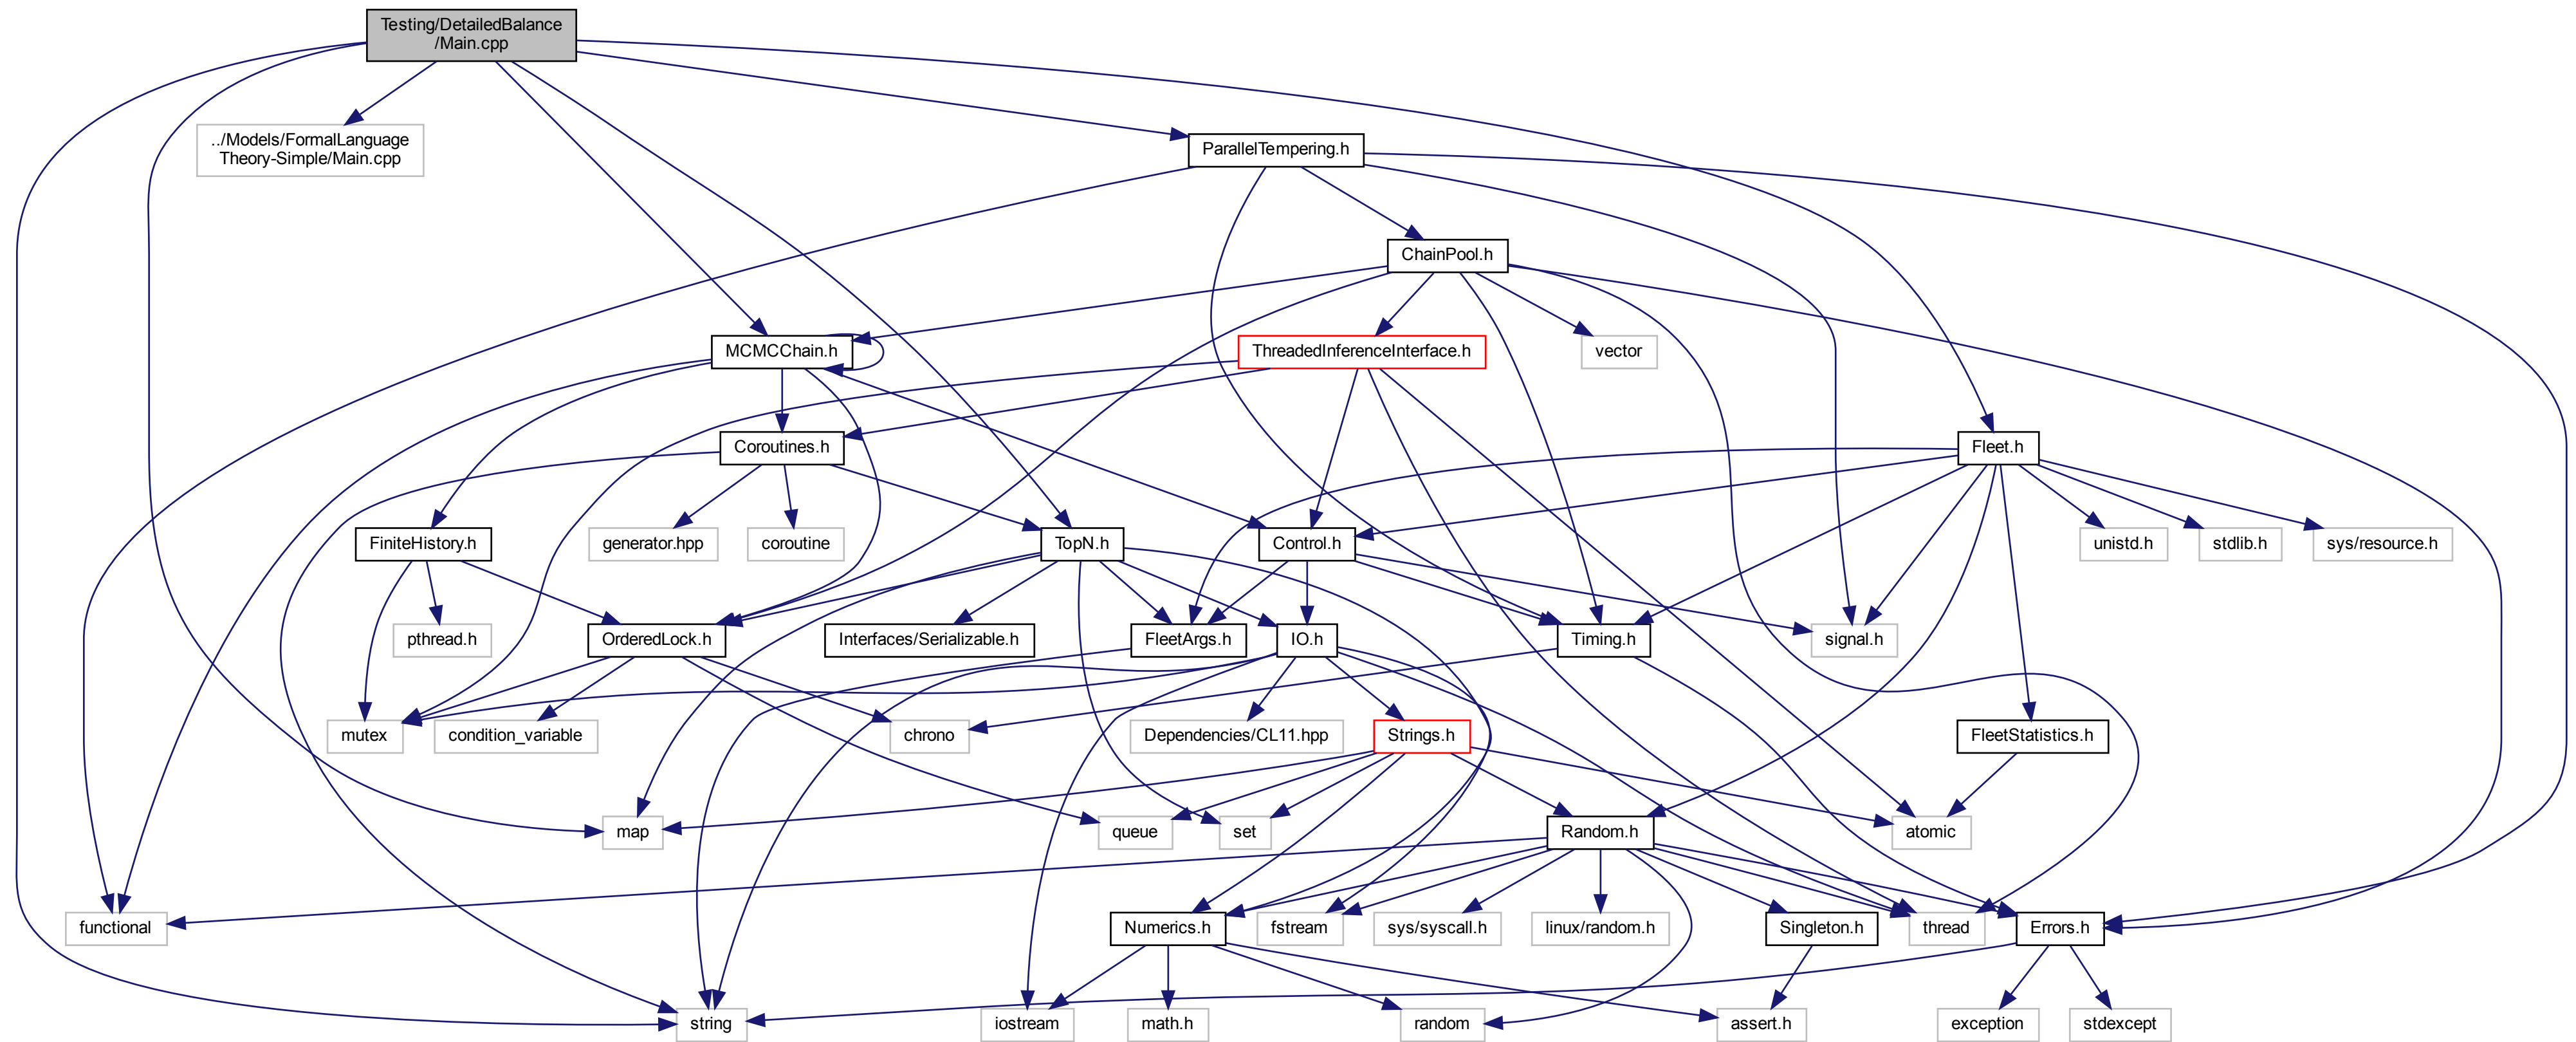 Testing/DetailedBalance
/Main.cpp
../Models/FormalLanguage
Theory-Simple/Main.cpp
ParallelTempering.h
ChainPool.h
MCMCChain.h
ThreadedInferenceInterface.h
vector
Coroutines.h
Fleet.h
FiniteHistory.h
generator.hpp
coroutine
TopN.h
Control.h
unistd.h
stdlib.h
sys/resource.h
pthread.h
OrderedLock.h
Interfaces/Serializable.h
FleetArgs.h
IO.h
Timing.h
signal.h
mutex
condition_variable
chrono
Dependencies/CL11.hpp
Strings.h
FleetStatistics.h
map
queue
set
Random.h
atomic
functional
Numerics.h
fstream
sys/syscall.h
linux/random.h
Singleton.h
thread
Errors.h
string
iostream
math.h
random
assert.h
exception
stdexcept